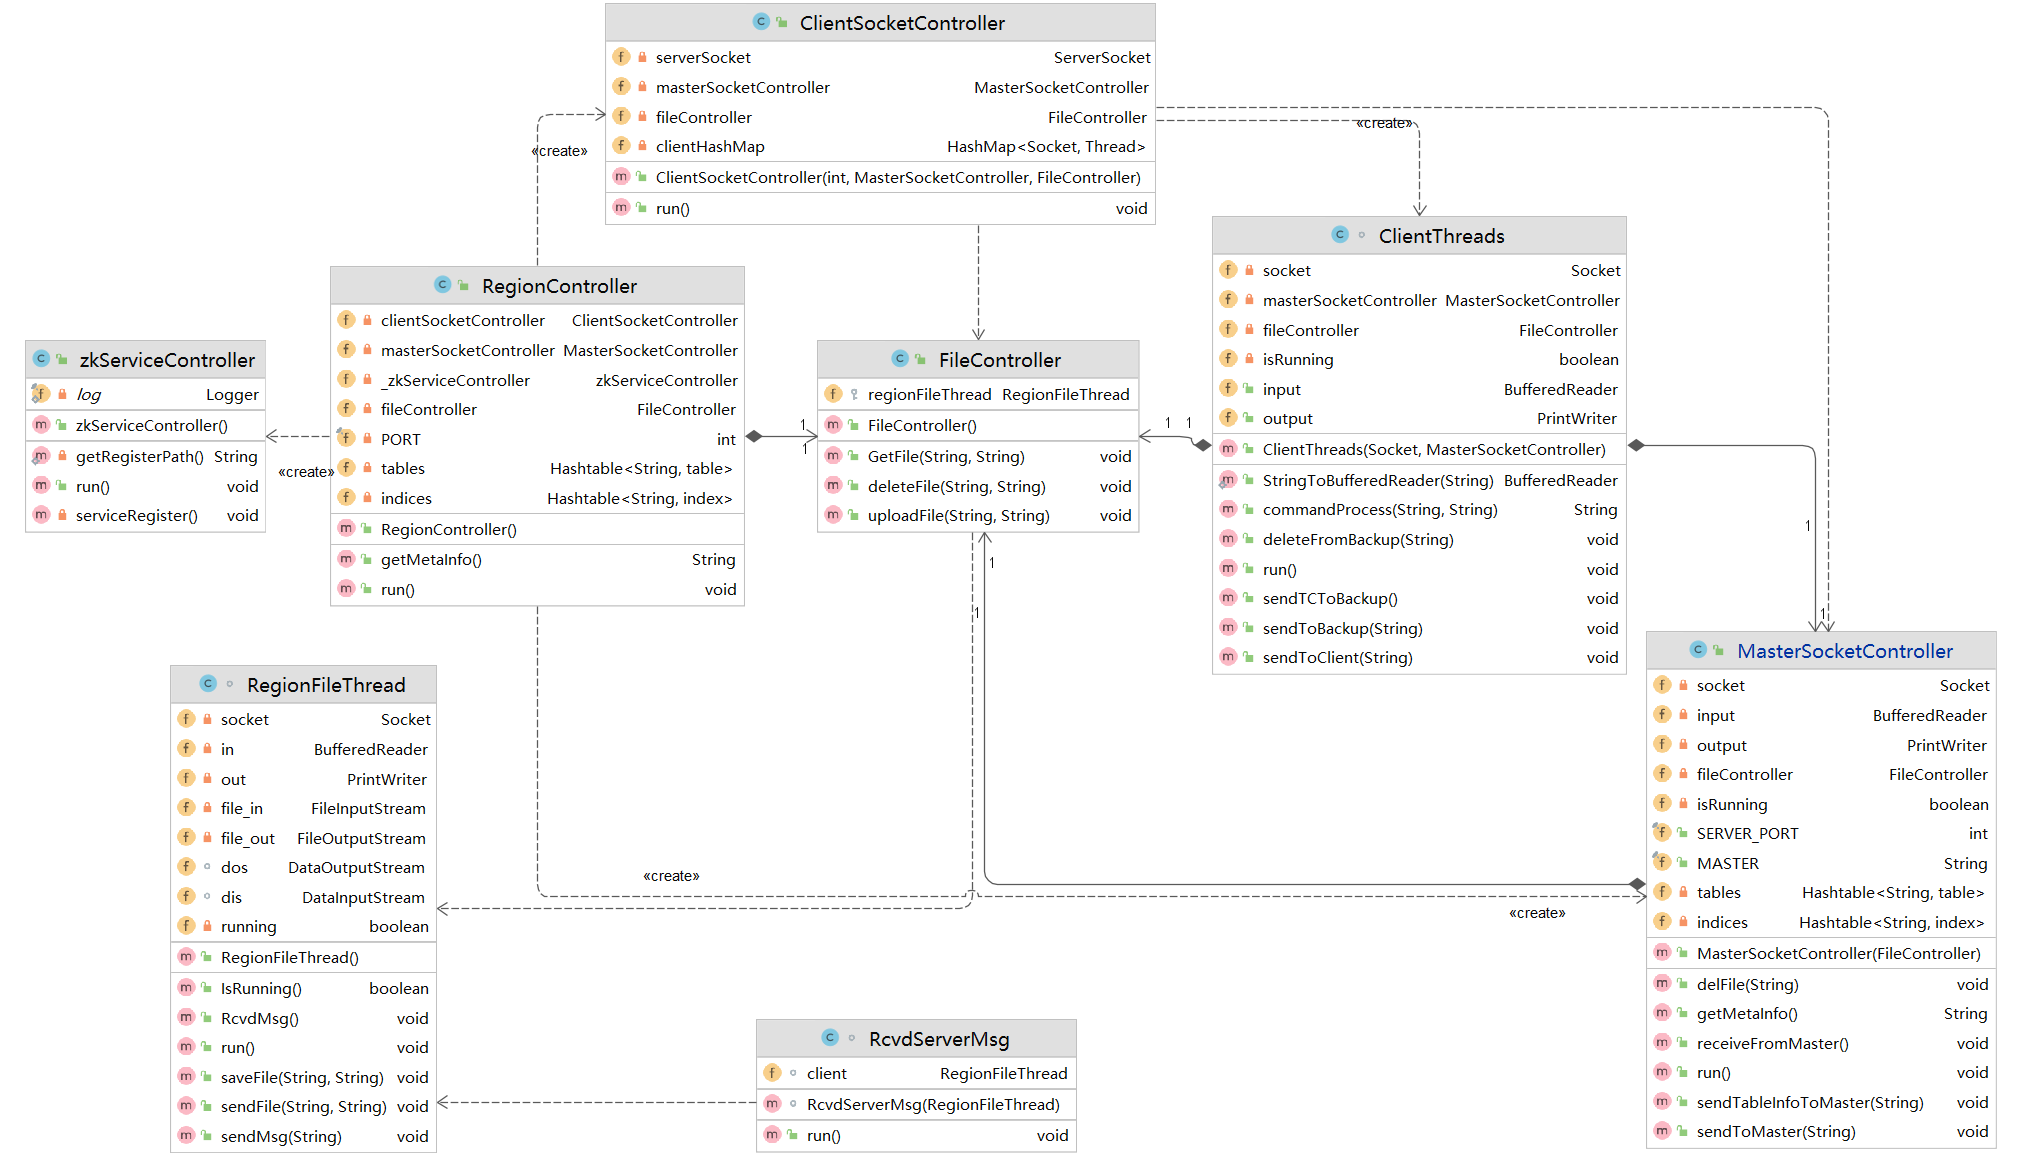 ClientSocketController
serverSocket ServerSocket
masterSocketController MasterSocketController
fileController FileController
clientHashMap HashMap<Socket, Thread>
ClientSocketController(int, MasterSocketController, FileController)
run() void
«create»
«create»
ClientThreads
socket Socket
masterSocketController MasterSocketController
fileController FileController
isRunning boolean
input BufferedReader
output PrintWriter
ClientThreads(Socket, MasterSocketController)
StringToBufferedReader(String) BufferedReader
commandProcess(String, String) String
deleteFromBackup(String) void
run() void
sendTCToBackup() void
sendToBackup(String) void
sendToClient(String) void
RegionController
clientSocketController ClientSocketController
masterSocketController MasterSocketController
_zkServiceController zkServiceController
fileController FileController
PORT int
tables Hashtable<String, table>
indices Hashtable<String, index>
RegionController()
getMetaInfo() String
run() void
zkServiceController
log Logger
zkServiceController()
getRegisterPath() String
run() void
serviceRegister() void
«create»
FileController
regionFileThread RegionFileThread
FileController()
GetFile(String, String) void
deleteFile(String, String) void
uploadFile(String, String) void
1
1
1 1
1
1
1
1
MasterSocketController
socket Socket
input BufferedReader
output PrintWriter
fileController FileController
isRunning boolean
SERVER_PORT int
MASTER String
tables Hashtable<String, table>
indices Hashtable<String, index>
MasterSocketController(FileController)
delFile(String) void
getMetaInfo() String
receiveFromMaster() void
run() void
sendTableInfoToMaster(String) void
sendToMaster(String) void
RegionFileThread
socket Socket
in BufferedReader
out PrintWriter
file_in FileInputStream
file_out FileOutputStream
dos DataOutputStream
dis DataInputStream
running boolean
RegionFileThread()
IsRunning() boolean
RcvdMsg() void
run() void
saveFile(String, String) void
sendFile(String, String) void
sendMsg(String) void
«create»
«create»
RcvdServerMsg
client RegionFileThread
RcvdServerMsg(RegionFileThread)
run() void